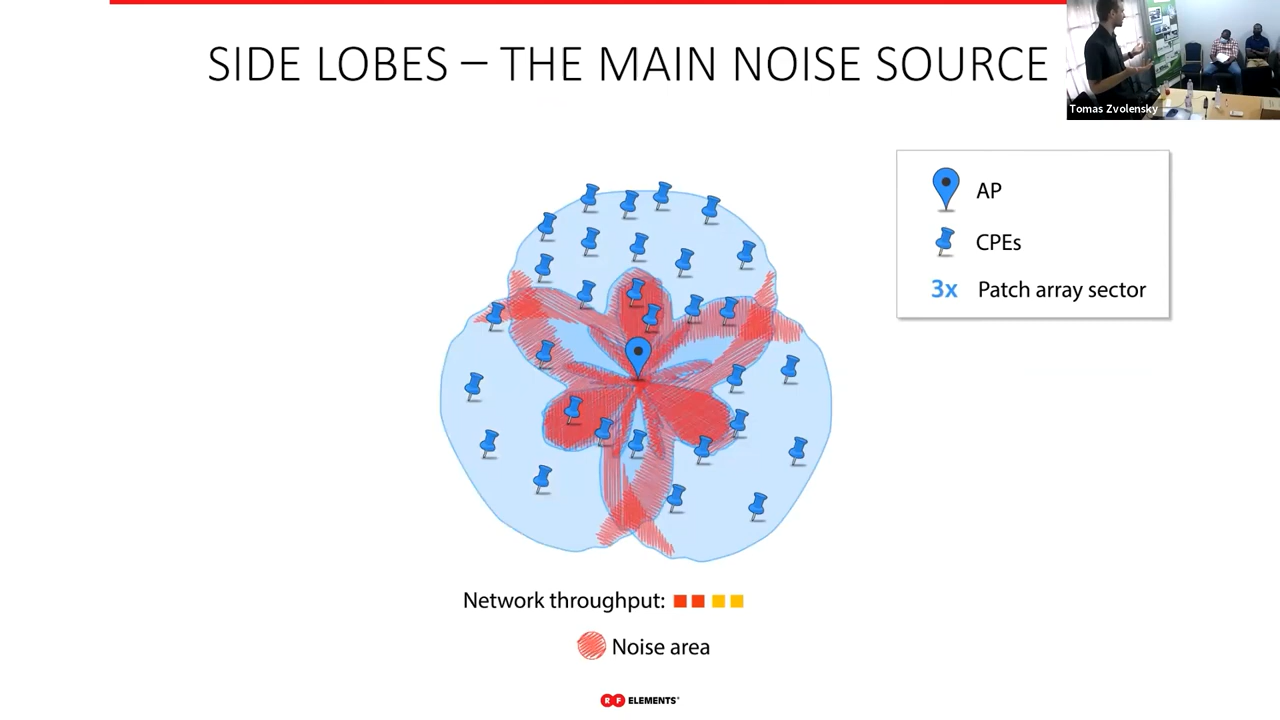 SIDE LOBES – THE MAIN NOISE SOURCE
Tomas Zvolensky
AP
CPEs
3x Patch array sector
Network throughput:
Noise area
RF ELEMENTS®